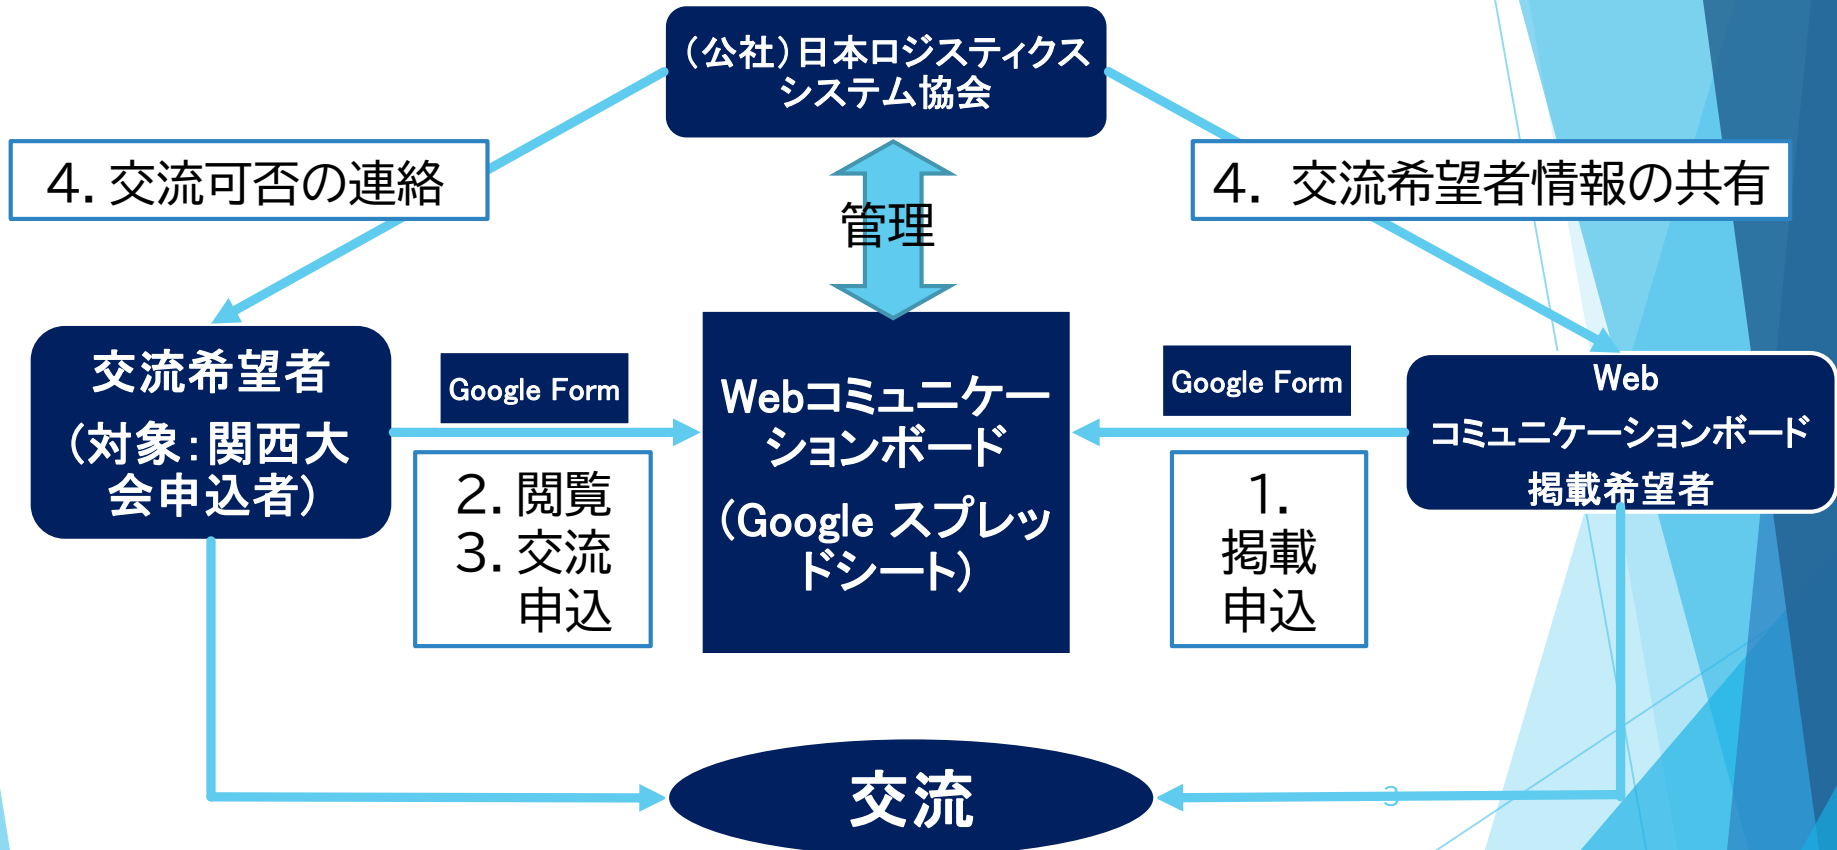 （公社）日本ロジスティクス
システム協会
4. 交流可否の連絡
管理
4. 交流希望者情報の共有
交流希望者
（対象：関西大
会申込者）
Google Form
2. 閲覧
3. 交流
申込
Webコミュニケー
ションボード
（Google スプレッ
ドシート）
Google Form
1.
掲載
申込
Web
コミュニケーションボード
掲載希望者
交流
3